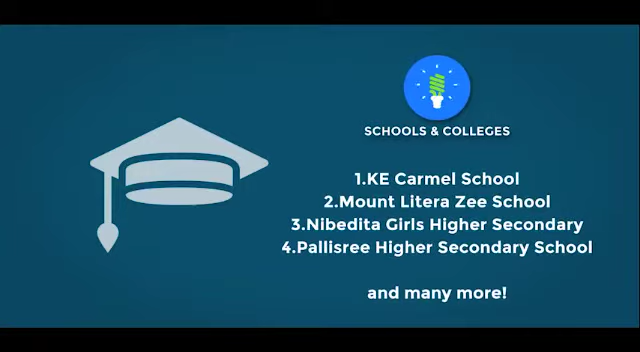 SCHOOLS & COLLEGES
1.KE Carmel School
2.Mount Litera Zee School
3.Nibedita Girls Higher Secondary
4.Pallisree Higher Secondary School
and many more!